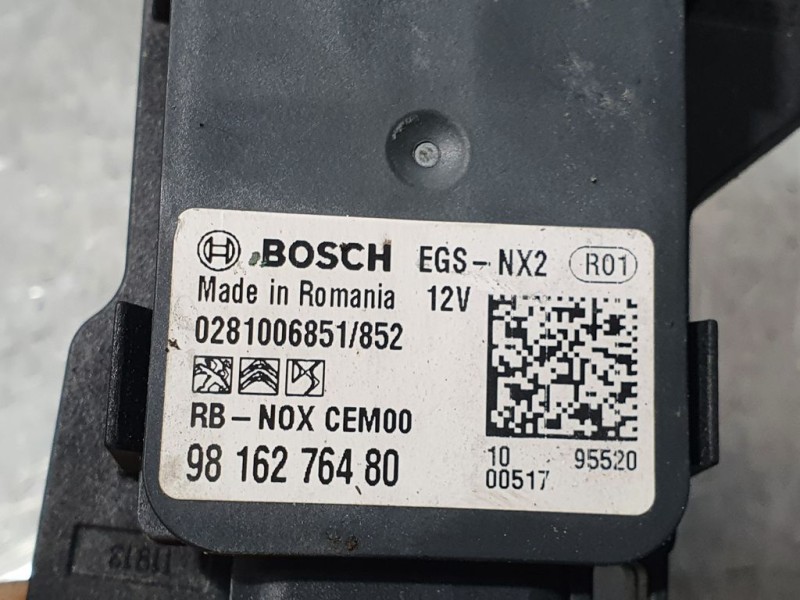 BOSCH EGS-NX2 R01
Made in Romania 12V
0281006851/852
RB-NOX CEM00
98 162 764 80
10 95520
00517